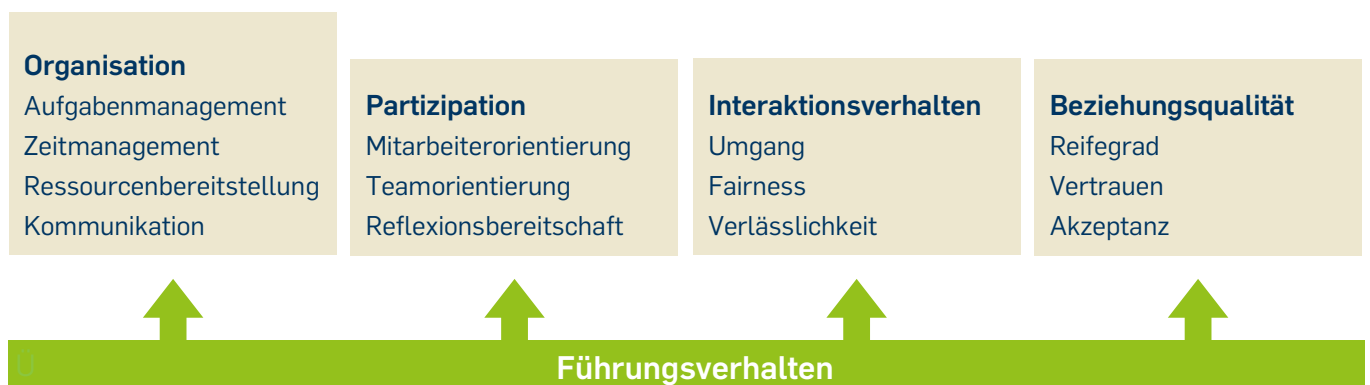 Organisation
Aufgabenmanagement
Zeitmanagement
Ressourcenbereitstellung
Kommunikation
Partizipation
Mitarbeiterorientierung
Teamorientierung
Reflexionsbereitschaft
Interaktionsverhalten
Umgang
Fairness
Verlässlichkeit
Beziehungsqualität
Reifegrad
Vertrauen
Akzeptanz
U
Führungsverhalten